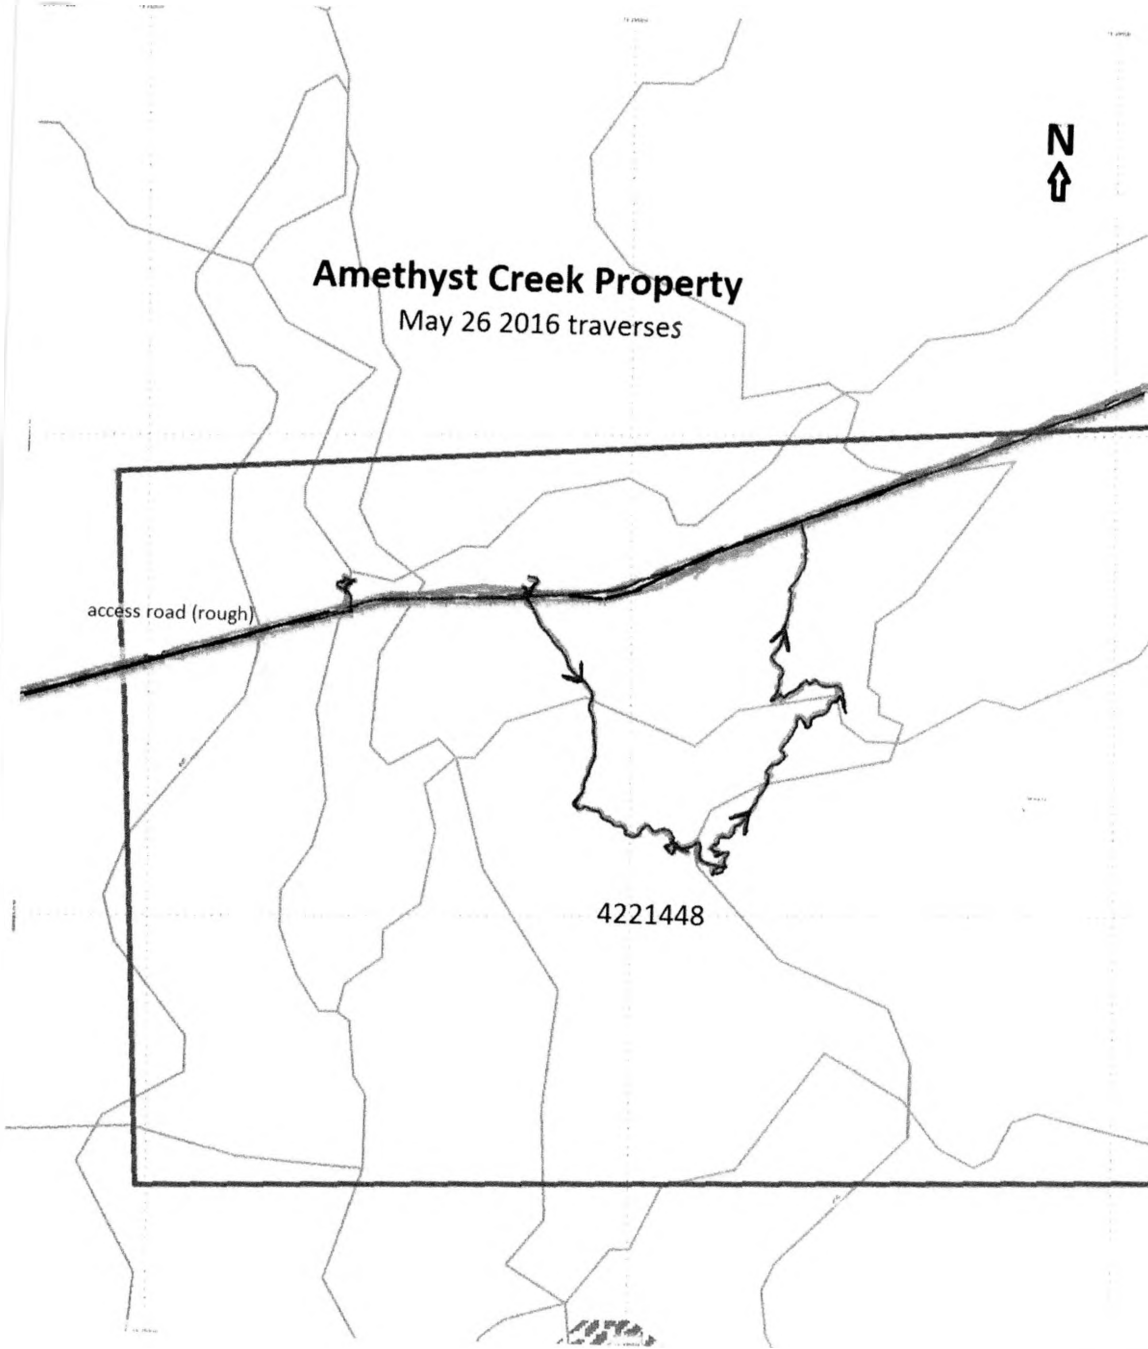 N
Amethyst Creek Property
May 26 2016 traverses
access road (rough)
4221448